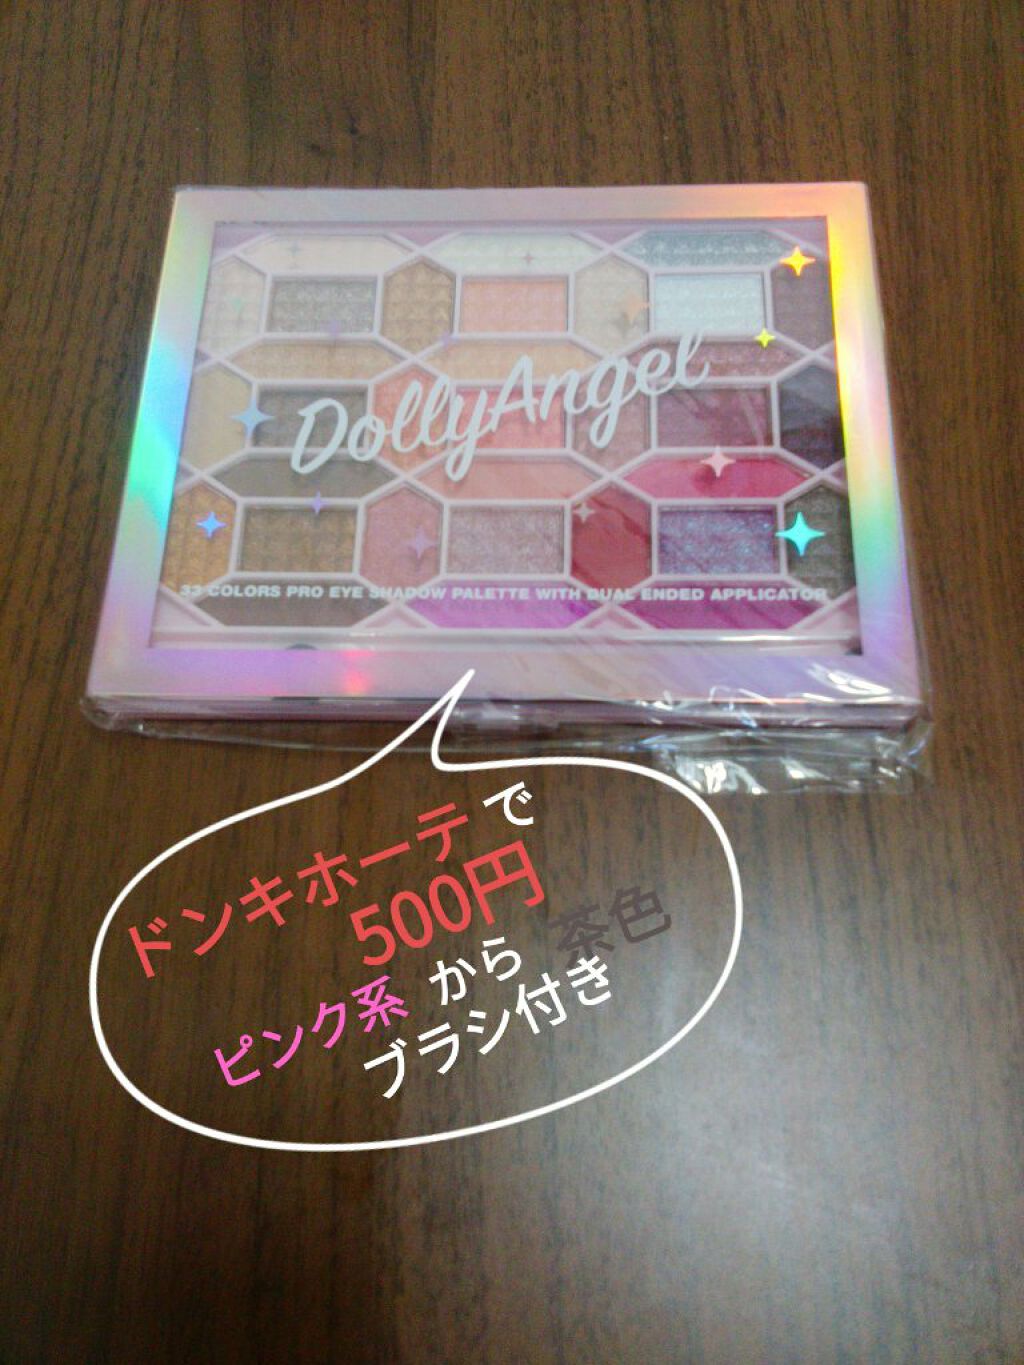 DollyAngel
33 COLORS PRO EYE SHADOW PALETTE WITH DUAL ENDED APPLICATOR
ドンキホーテで
500円
ピンク系から茶色
ブラシ付き